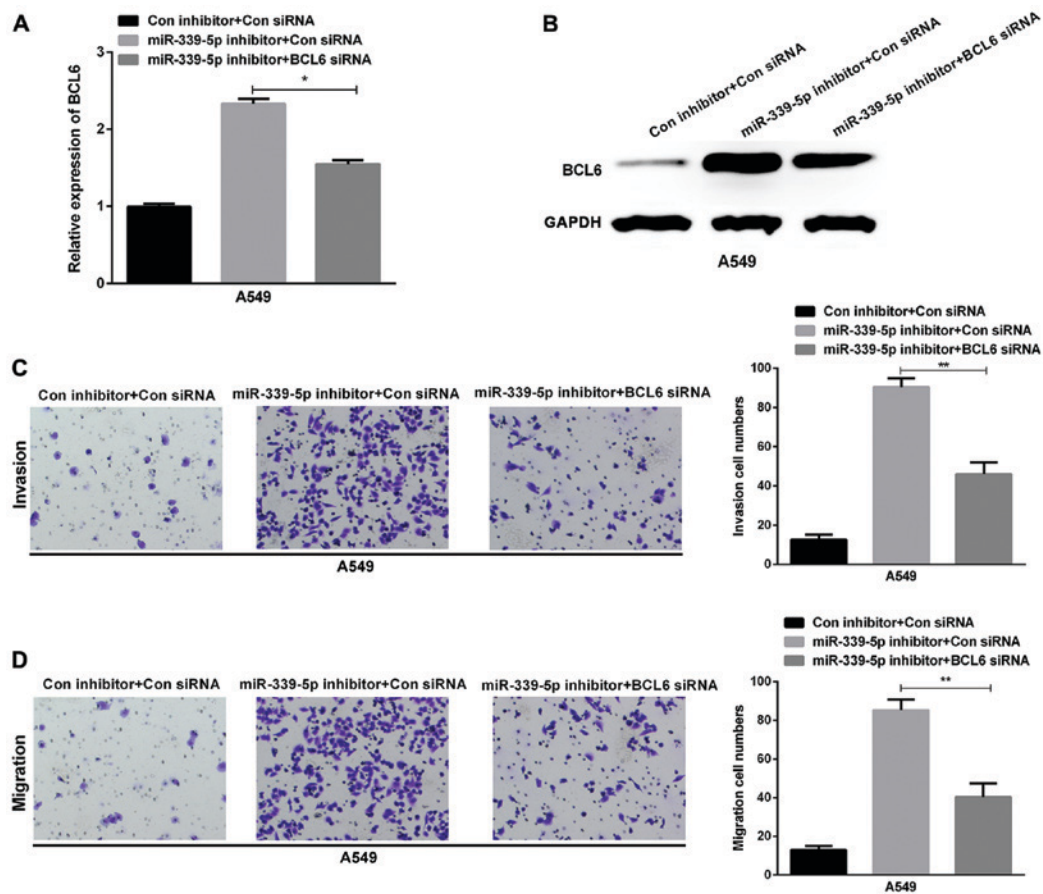 A
Con inhibitor+Con siRNA
miR-339-5p inhibitor+Con siRNA
miR-339-5p inhibitor+BCL6 siRNA
Relative expression of BCL6
3
2
1
0
*
A549
B
Con inhibitor+Con siRNA
miR-339-5p inhibitor+Con siRNA
miR-339-5p inhibitor+BCL6 siRNA
BCL6
GAPDH
A549
C
Con inhibitor+Con siRNA
miR-339-5p inhibitor+Con siRNA
miR-339-5p inhibitor+BCL6 siRNA
Invasion
A549
Con inhibitor+Con siRNA
miR-339-5p inhibitor+Con siRNA
miR-339-5p inhibitor+BCL6 siRNA
Invasion cell numbers
100
80
60
40
20
0
**
A549
D
Con inhibitor+Con siRNA
miR-339-5p inhibitor+Con siRNA
miR-339-5p inhibitor+BCL6 siRNA
Migration
A549
Con inhibitor+Con siRNA
miR-339-5p inhibitor+Con siRNA
miR-339-5p inhibitor+BCL6 siRNA
Migration cell numbers
100
80
60
40
20
0
**
A549